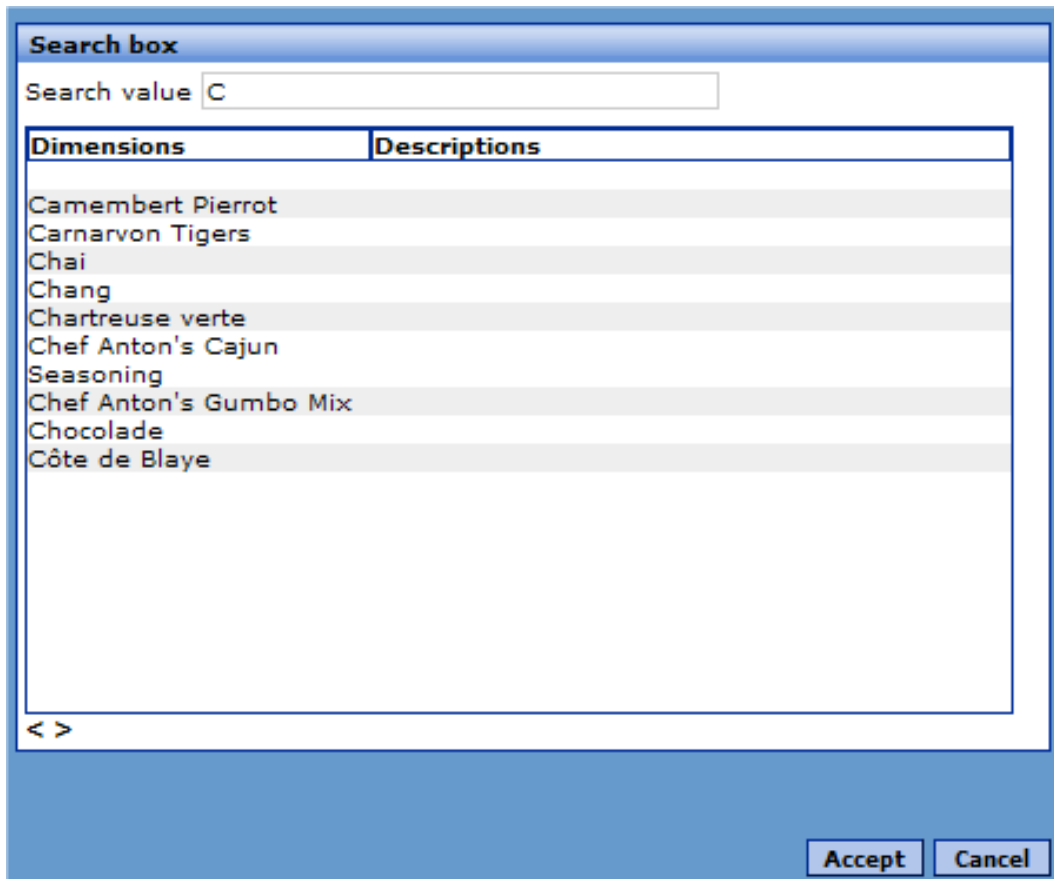 Search box
Search value C
Dimensions Descriptions
Camembert Pierrot
Carnarvon Tigers
Chai
Chang
Chartreuse verte
Chef Anton's Cajun
Seasoning
Chef Anton's Gumbo Mix
Chocolade
Côte de Blaye
< >
Accept Cancel